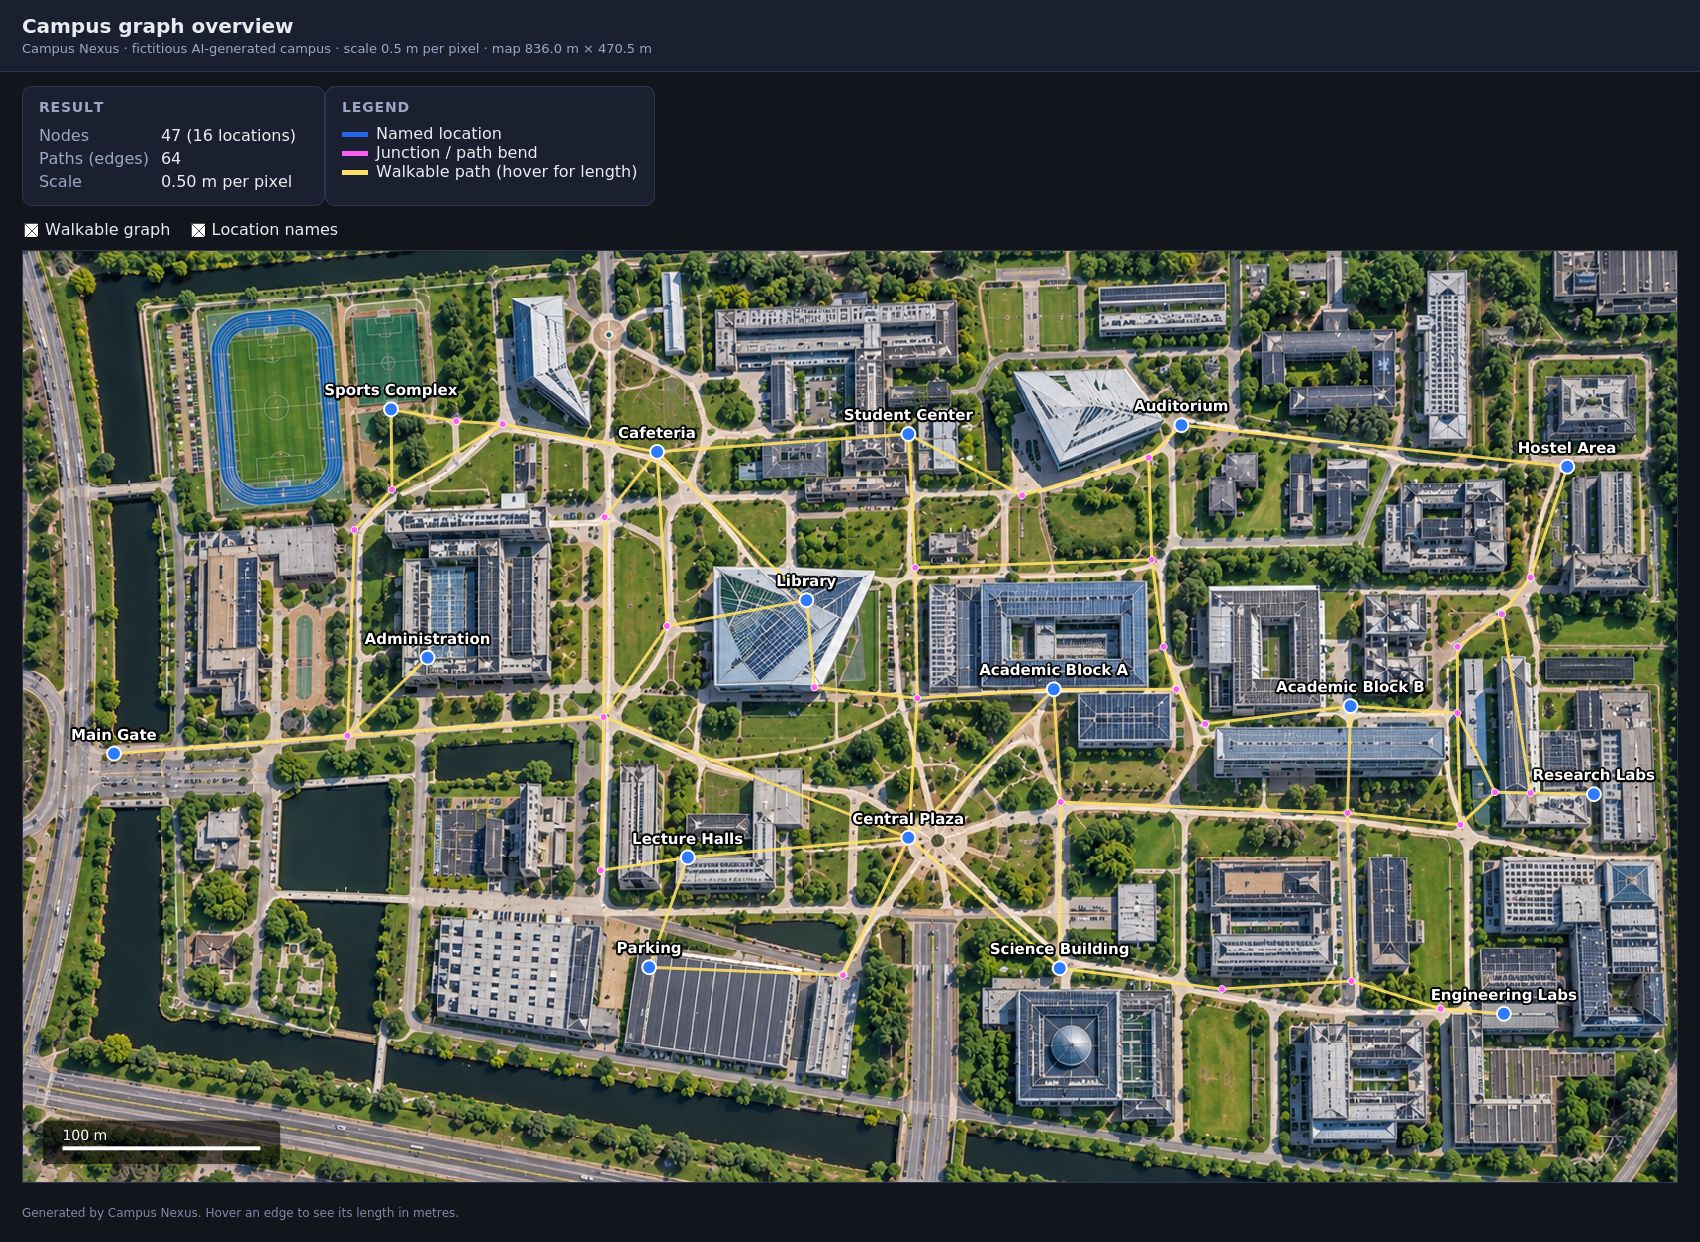 Campus graph overview
Campus Nexus · fictitious AI-generated campus · scale 0.5 m per pixel · map 836.0 m × 470.5 m
RESULT
Nodes 47 (16 locations)
Paths (edges) 64
Scale 0.50 m per pixel
LEGEND
Named location
Junction / path bend
Walkable path (hover for length)
Walkable graph
Location names
Sports Complex
Cafeteria
Student Center
Auditorium
Hostel Area
Library
Administration
Academic Block A
Academic Block B
Main Gate
Research Labs
Central Plaza
Lecture Halls
Parking
Science Building
Engineering Labs
100 m
Generated by Campus Nexus. Hover an edge to see its length in metres.